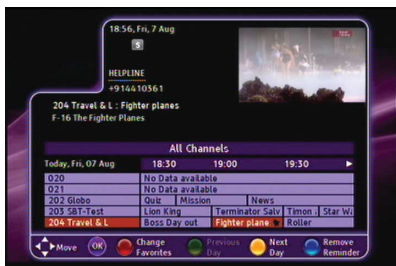 18:56, Fri, 7 Aug
5
HELPLINE
+914410361
204 Travel & L : Fighter planes
F-16 The Fighter Planes
All Channels
Today, Fri, 07 Aug 18:30 19:00 19:30
020 No Data available
021 No Data available
202 Globo Quiz Mission News
203 SBT-Test Lion King Terminator Salv Timon Star Wa
204 Travel & L Boss Day out Fighter plane Roller
Move OK Change Favorites Previous Day Next Day Remove Reminder